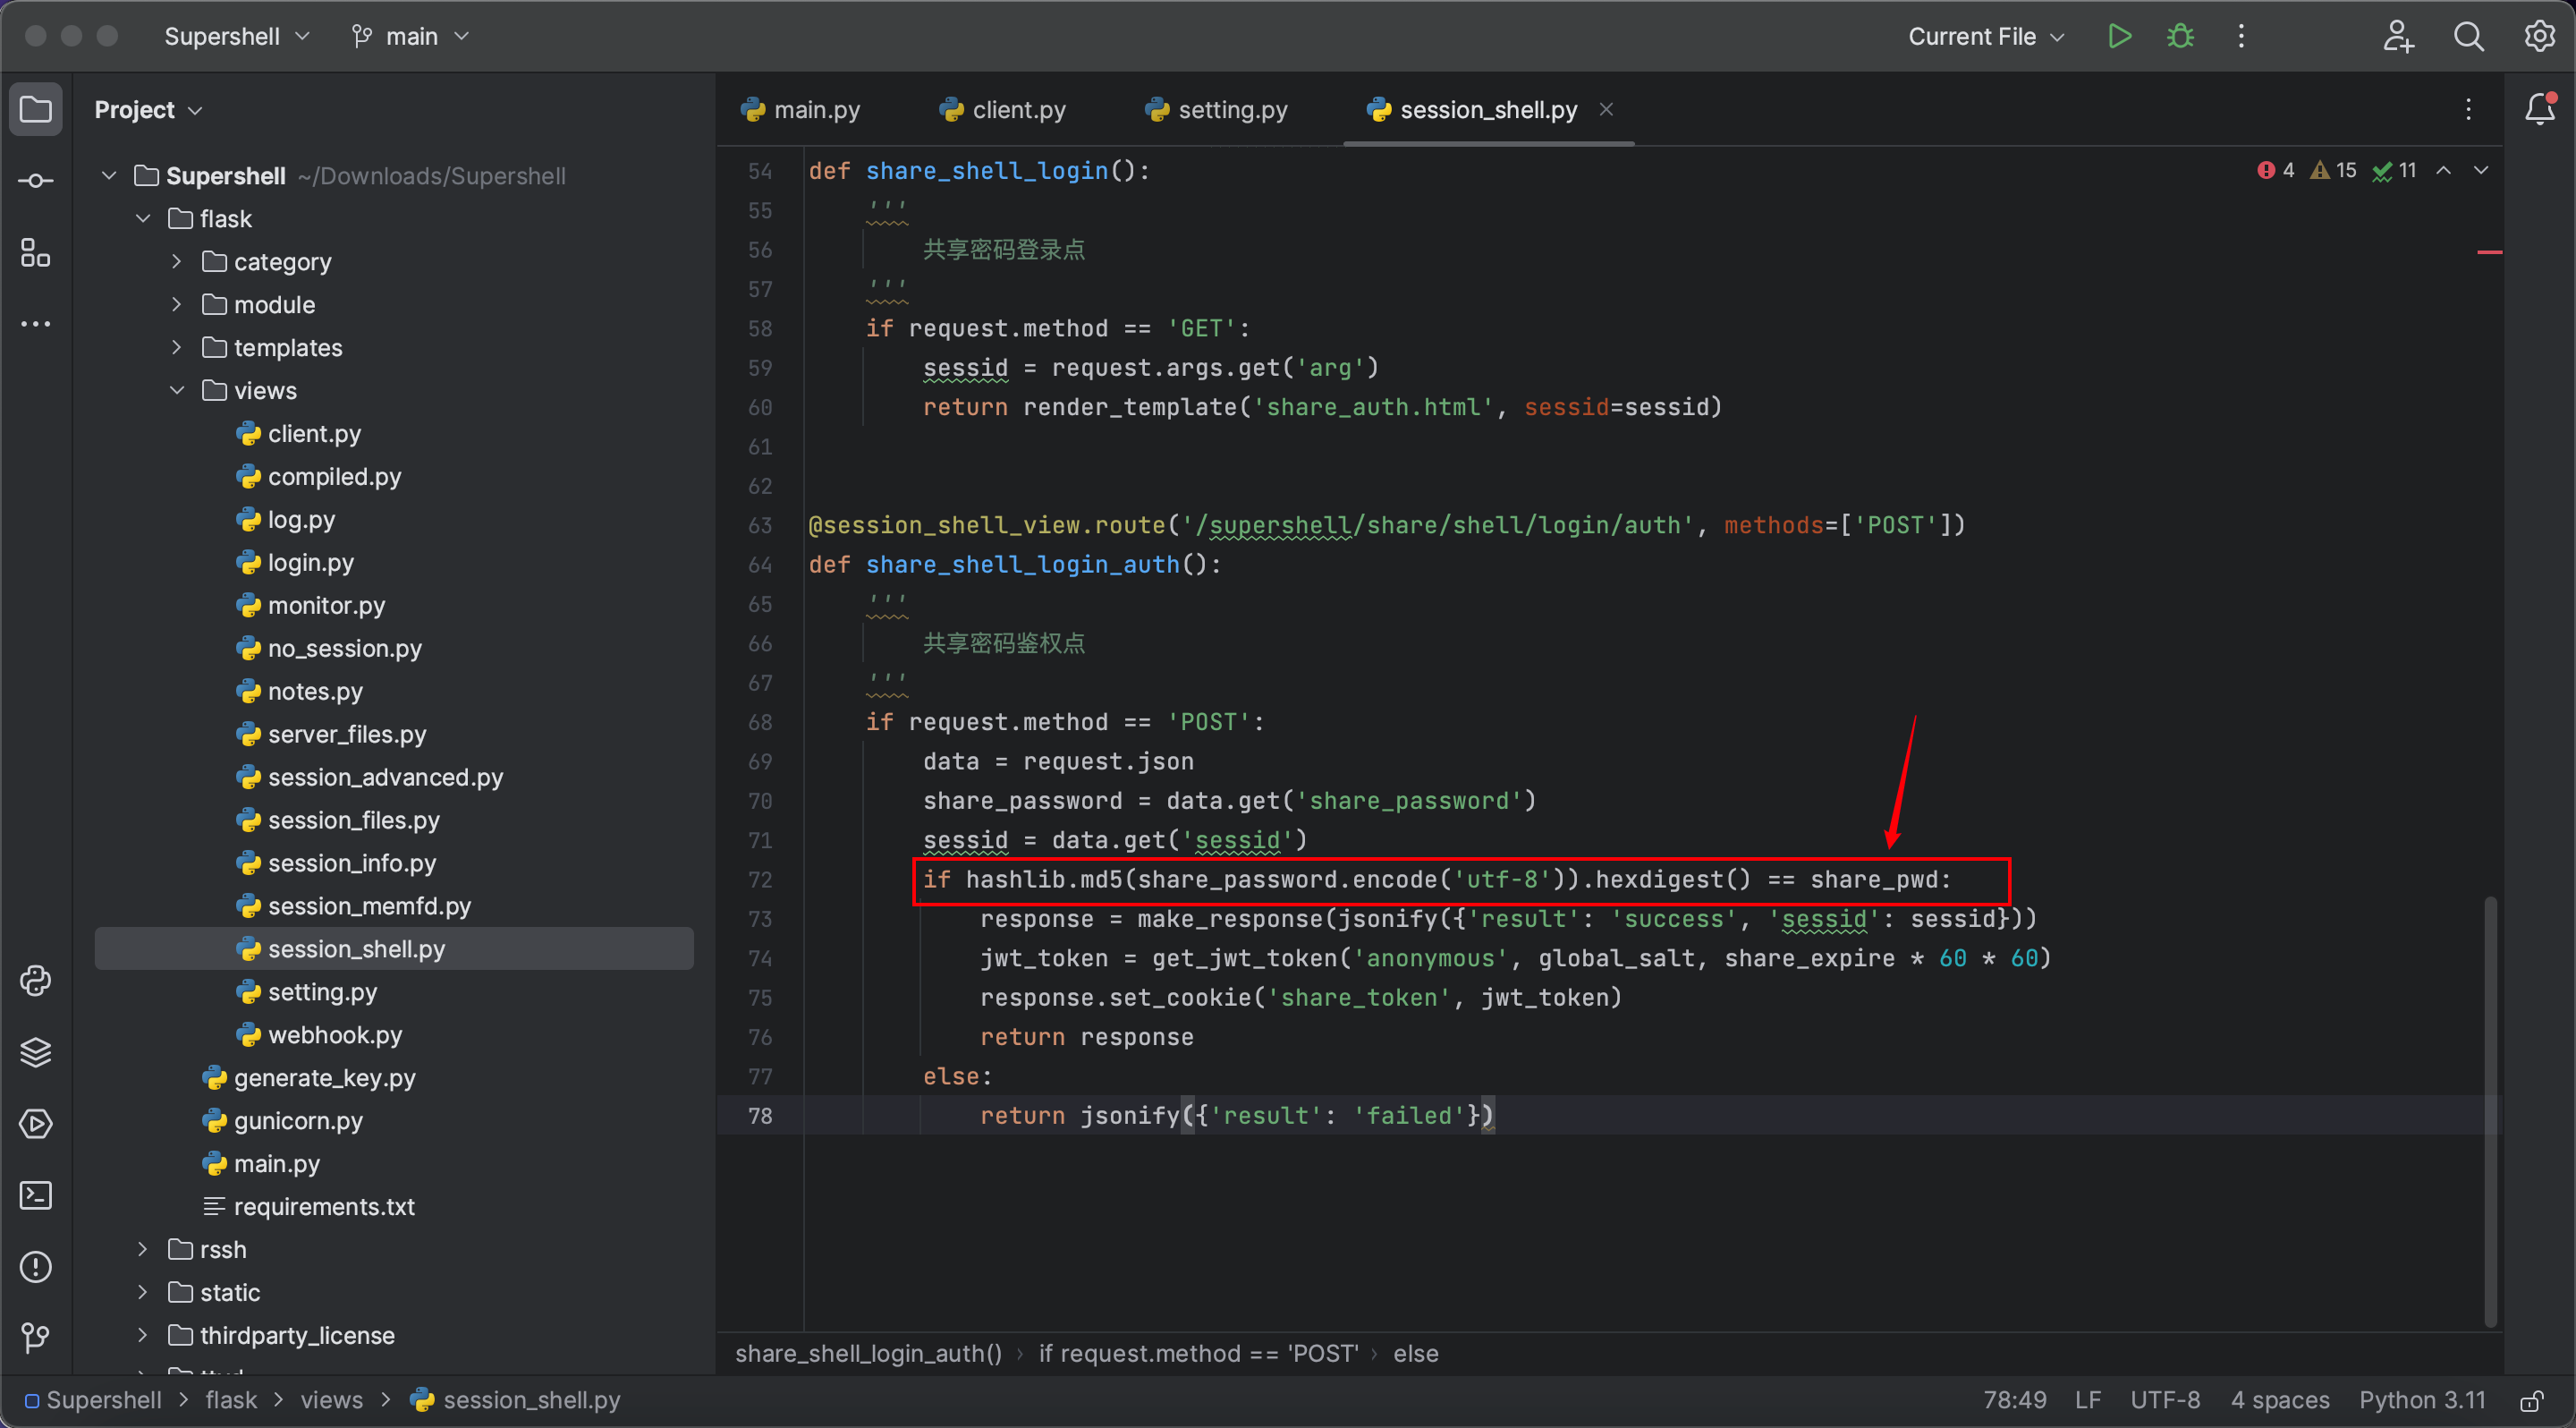 Supershell
main
Current File
Project
main.py
client.py
setting.py
session_shell.py
Supershell ~/Downloads/Supershell
flask
category
module
templates
views
client.py
compiled.py
log.py
login.py
monitor.py
no_session.py
notes.py
server_files.py
session_advanced.py
session_files.py
session_info.py
session_memfd.py
session_shell.py
setting.py
webhook.py
generate_key.py
gunicorn.py
main.py
requirements.txt
rssh
static
thirdparty_license
4 15 11
54 def share_shell_login():
55 '''
56 共享密码登录点
57 '''
58 if request.method == 'GET':
59 sessid = request.args.get('arg')
60 return render_template('share_auth.html', sessid=sessid)
61
62
63 @session_shell_view.route('/supershell/share/shell/login/auth', methods=['POST'])
64 def share_shell_login_auth():
65 '''
66 共享密码鉴权点
67 '''
68 if request.method == 'POST':
69 data = request.json
70 share_password = data.get('share_password')
71 sessid = data.get('sessid')
72 if hashlib.md5(share_password.encode('utf-8')).hexdigest() == share_pwd:
73 response = make_response(jsonify({'result': 'success', 'sessid': sessid}))
74 jwt_token = get_jwt_token('anonymous', global_salt, share_expire * 60 * 60)
75 response.set_cookie('share_token', jwt_token)
76 return response
77 else:
78 return jsonify({'result': 'failed'})
share_shell_login_auth() › if request.method == 'POST' › else
Supershell > flask > views > session_shell.py
78:49 LF UTF-8 4 spaces Python 3.11